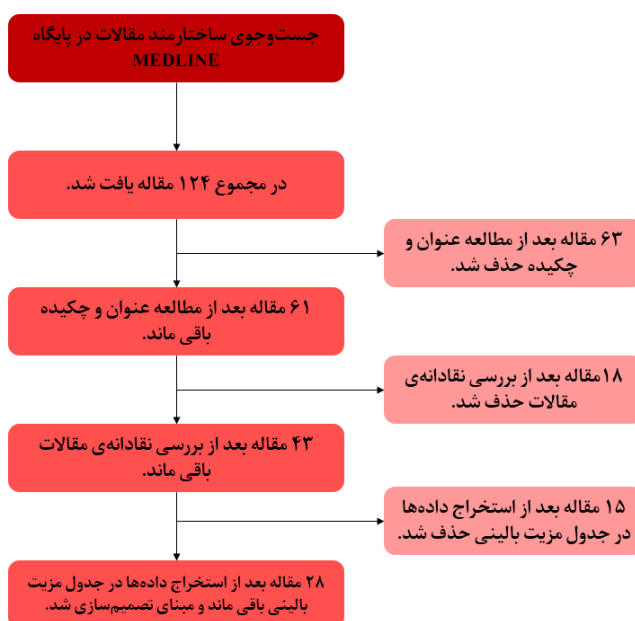 جست‌وجوی ساختارمند مقالات در پایگاه
MEDLINE
در مجموع ۱۲۴ مقاله یافت شد.
۶۳ مقاله بعد از مطالعه عنوان و
چکیده حذف شد.
۶۱ مقاله بعد از مطالعه عنوان و چکیده
باقی ماند.
۱۸مقاله بعد از بررسی نقادانه‌ی
مقالات حذف شد.
۴۳ مقاله بعد از بررسی نقادانه‌ی مقالات
باقی ماند.
۱۵ مقاله بعد از استخراج داده‌ها
در جدول مزیت بالینی حذف شد.
۲۸ مقاله بعد از استخراج داده‌ها در جدول مزیت
بالینی باقی ماند و مبنای تصمیم‌سازی شد.